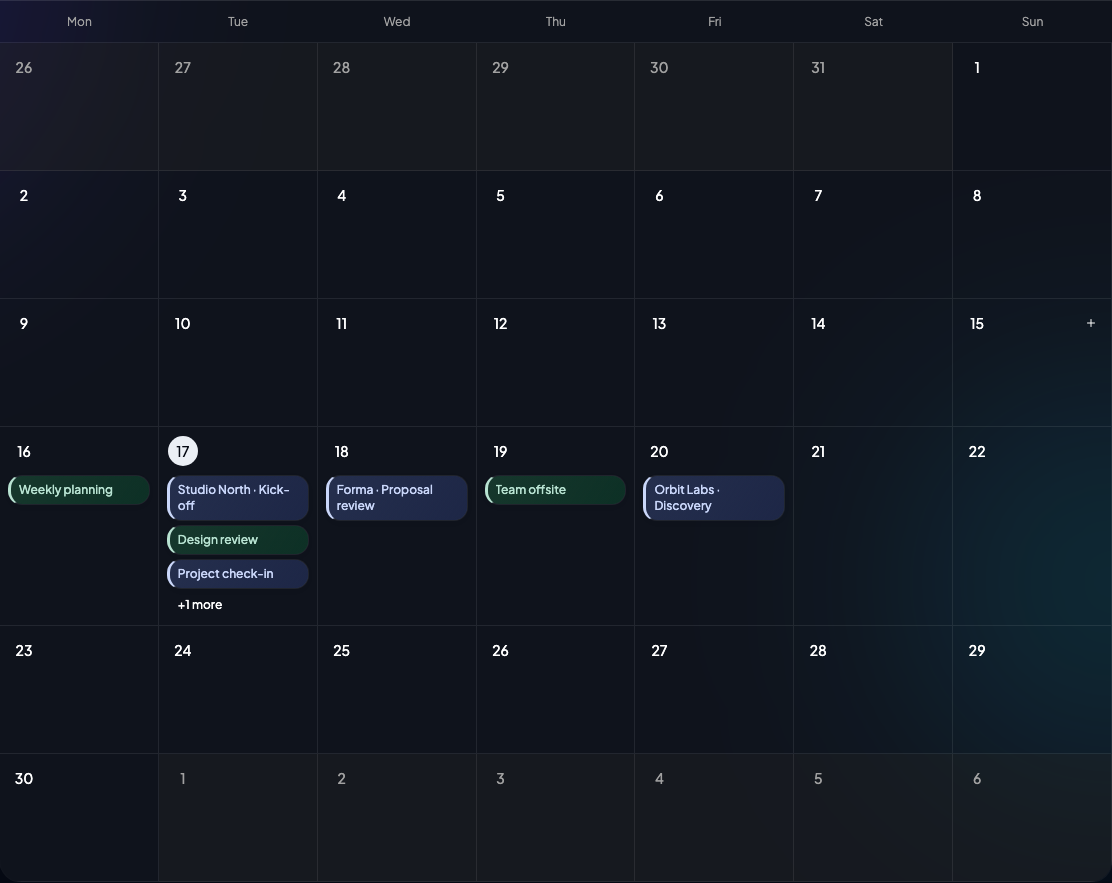 Mon Tue Wed Thu Fri Sat Sun
26 27 28 29 30 31 1
2 3 4 5 6 7 8
9 10 11 12 13 14 15 +
16 17 18 19 20 21 22
Weekly planning
Studio North · Kick-
off
Design review
Project check-in
+1 more
Forma · Proposal
review
Team offsite
Orbit Labs ·
Discovery
23 24 25 26 27 28 29
30 1 2 3 4 5 6